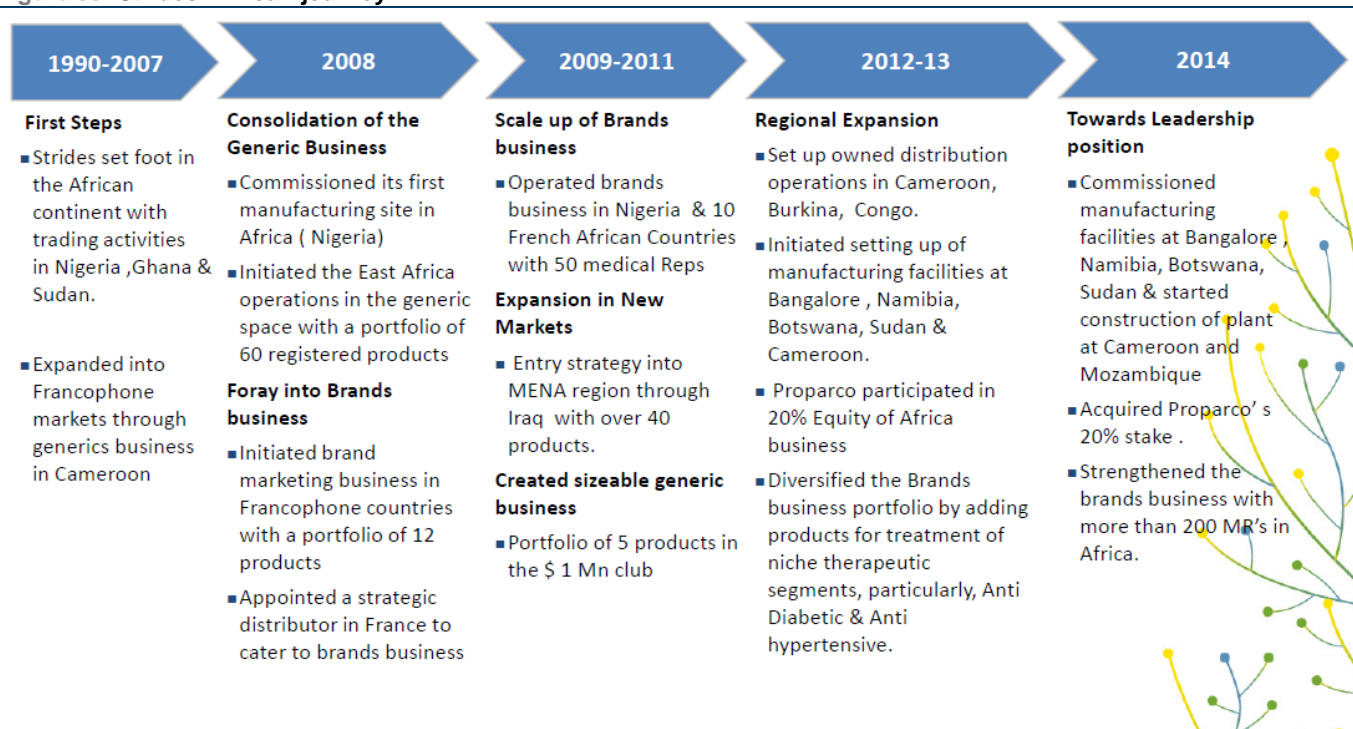 1990-2007
2008
2009-2011
2012-13
2014
First Steps
▪Strides set foot in
the African
continent with
trading activities
in Nigeria ,Ghana &
Sudan.
▪Expanded into
Francophone
markets through
generics business
in Cameroon
Consolidation of the
Generic Business
▪Commissioned its first
manufacturing site in
Africa ( Nigeria)
▪Initiated the East Africa
operations in the generic
space with a portfolio of
60 registered products
Foray into Brands
business
▪Initiated brand
marketing business in
Francophone countries
with a portfolio of 12
products
▪Appointed a strategic
distributor in France to
cater to brands business
Scale up of Brands
business
▪Operated brands
business in Nigeria & 10
French African Countries
with 50 medical Reps
Expansion in New
Markets
▪ Entry strategy into
MENA region through
Iraq with over 40
products.
Created sizeable generic
business
▪Portfolio of 5 products in
the $ 1 Mn club
Regional Expansion
▪Set up owned distribution
operations in Cameroon,
Burkina, Congo.
▪Initiated setting up of
manufacturing facilities at
Bangalore , Namibia,
Botswana, Sudan &
Cameroon.
▪ Proparco participated in
20% Equity of Africa
business
▪Diversified the Brands
business portfolio by adding
products for treatment of
niche therapeutic
segments, particularly, Anti
Diabetic & Anti
hypertensive.
Towards Leadership
position
▪Commissioned
manufacturing
facilities at Bangalore ,
Namibia, Botswana,
Sudan & started
construction of plant
at Cameroon and
Mozambique
▪Acquired Proparco' s
20% stake .
▪Strengthened the
brands business with
more than 200 MR's in
Africa.